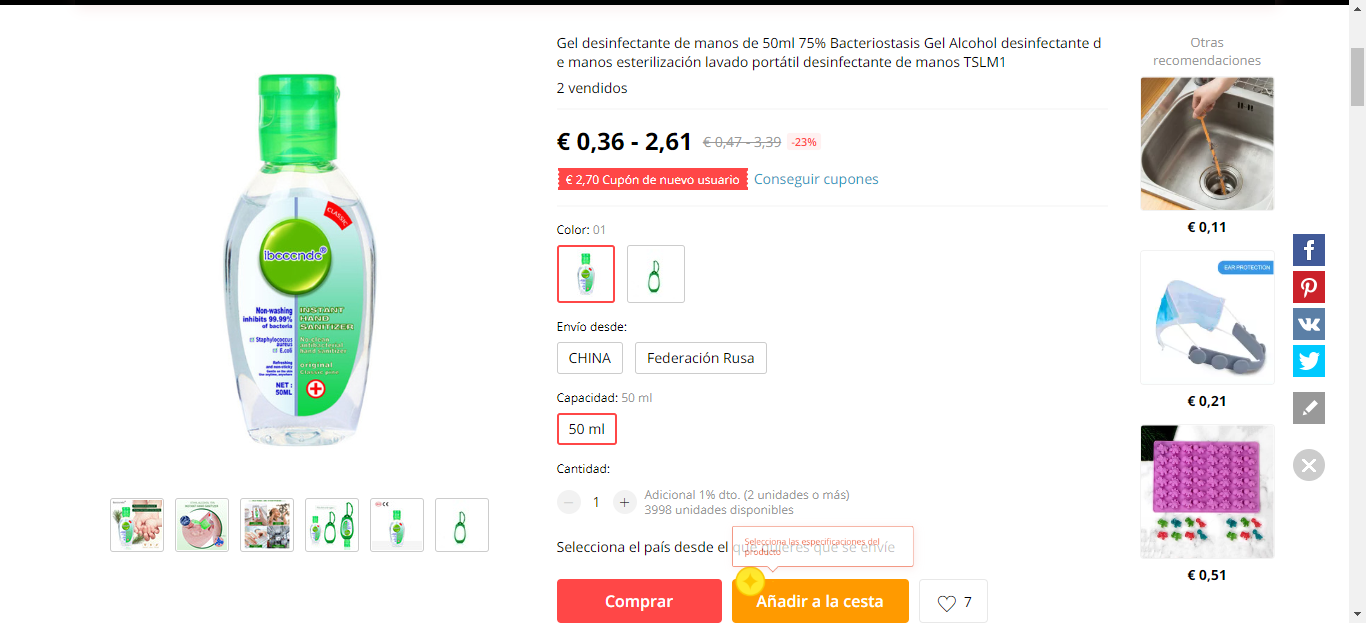 Gel desinfectante de manos de 50ml 75% Bacteriostasis Gel Alcohol desinfectante d
e manos esterilización lavado portátil desinfectante de manos TSLM1
2 vendidos
€ 0,36 - 2,61 € 0,47 - 3,39 -23%
€ 2,70 Cupón de nuevo usuario Conseguir cupones
Color: 01
Envío desde:
CHINA Federación Rusa
Capacidad: 50 ml
50 ml
Cantidad:
1 + Adicional 1% dto. (2 unidades o más)
3998 unidades disponibles
Selecciona el país desde el que quieres que se envíe
Selecciona las especificaciones del
producto
Comprar
Añadir a la cesta
7
CLASSIC
Non-washing
inhibits 99.99%
of bacteria
Staphylococcus
aureus
E.coli
Refreshing
and non-sticky
NET :
50ML
INSTANT
HAND
SANITIZER
original
Otras
recomendaciones
€ 0,11
EAR PROTECTION
€ 0,21
€ 0,51